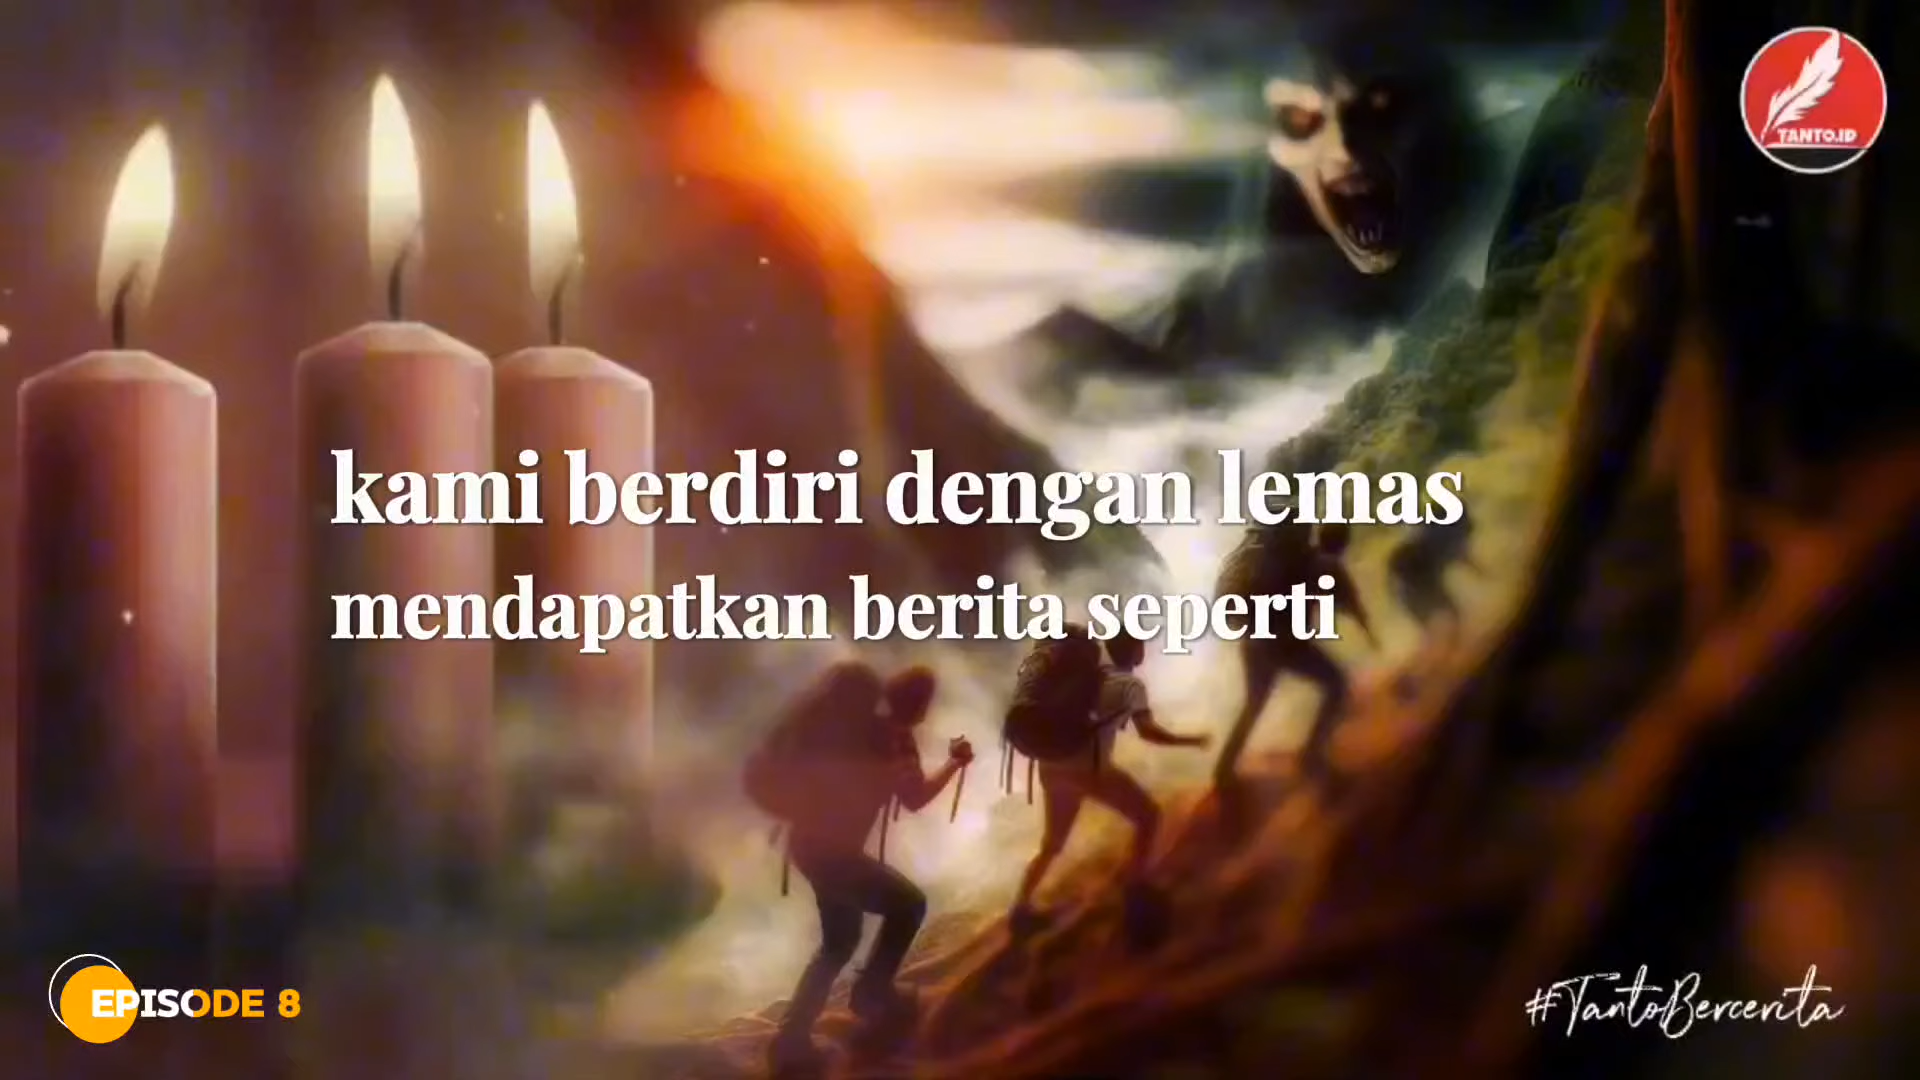 TANTO.ID
kami berdiri dengan lemas
mendapatkan berita seperti
EPISODE 8
#TantoBercerita